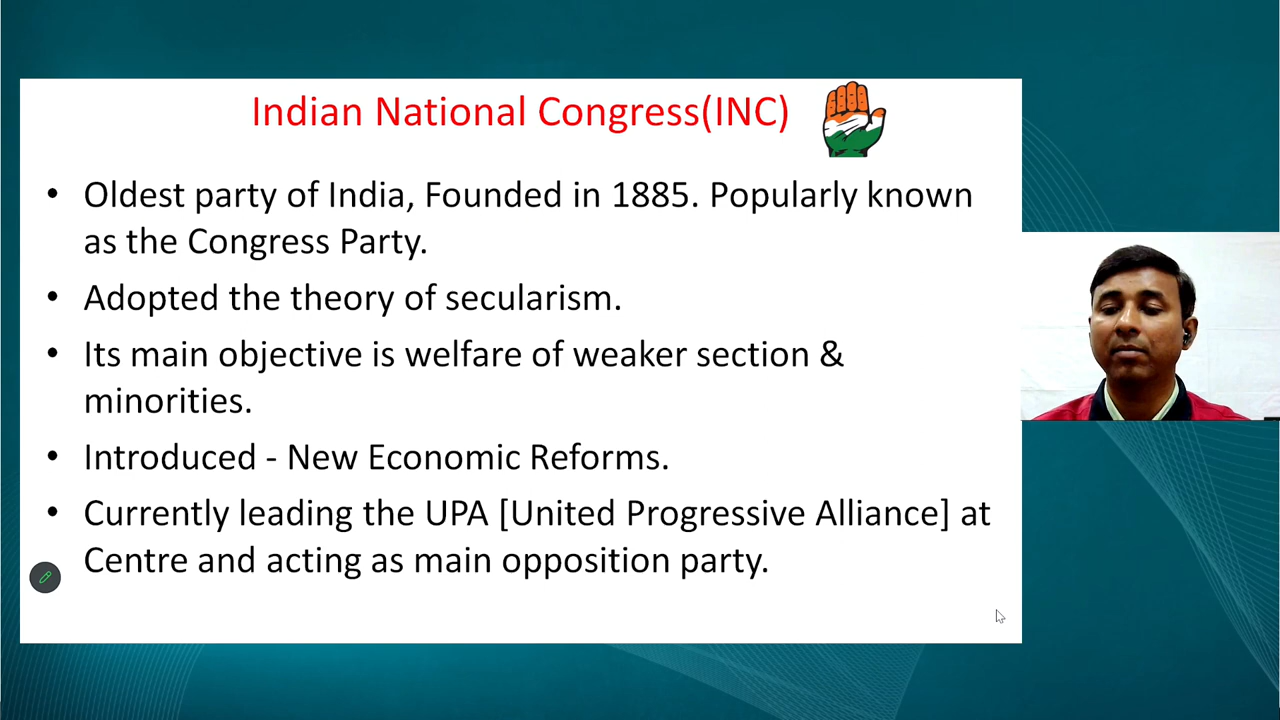 Indian National Congress(INC)
• Oldest party of India, Founded in 1885. Popularly known
as the Congress Party.
• Adopted the theory of secularism.
• Its main objective is welfare of weaker section &
minorities.
• Introduced - New Economic Reforms.
• Currently leading the UPA [United Progressive Alliance] at
Centre and acting as main opposition party.